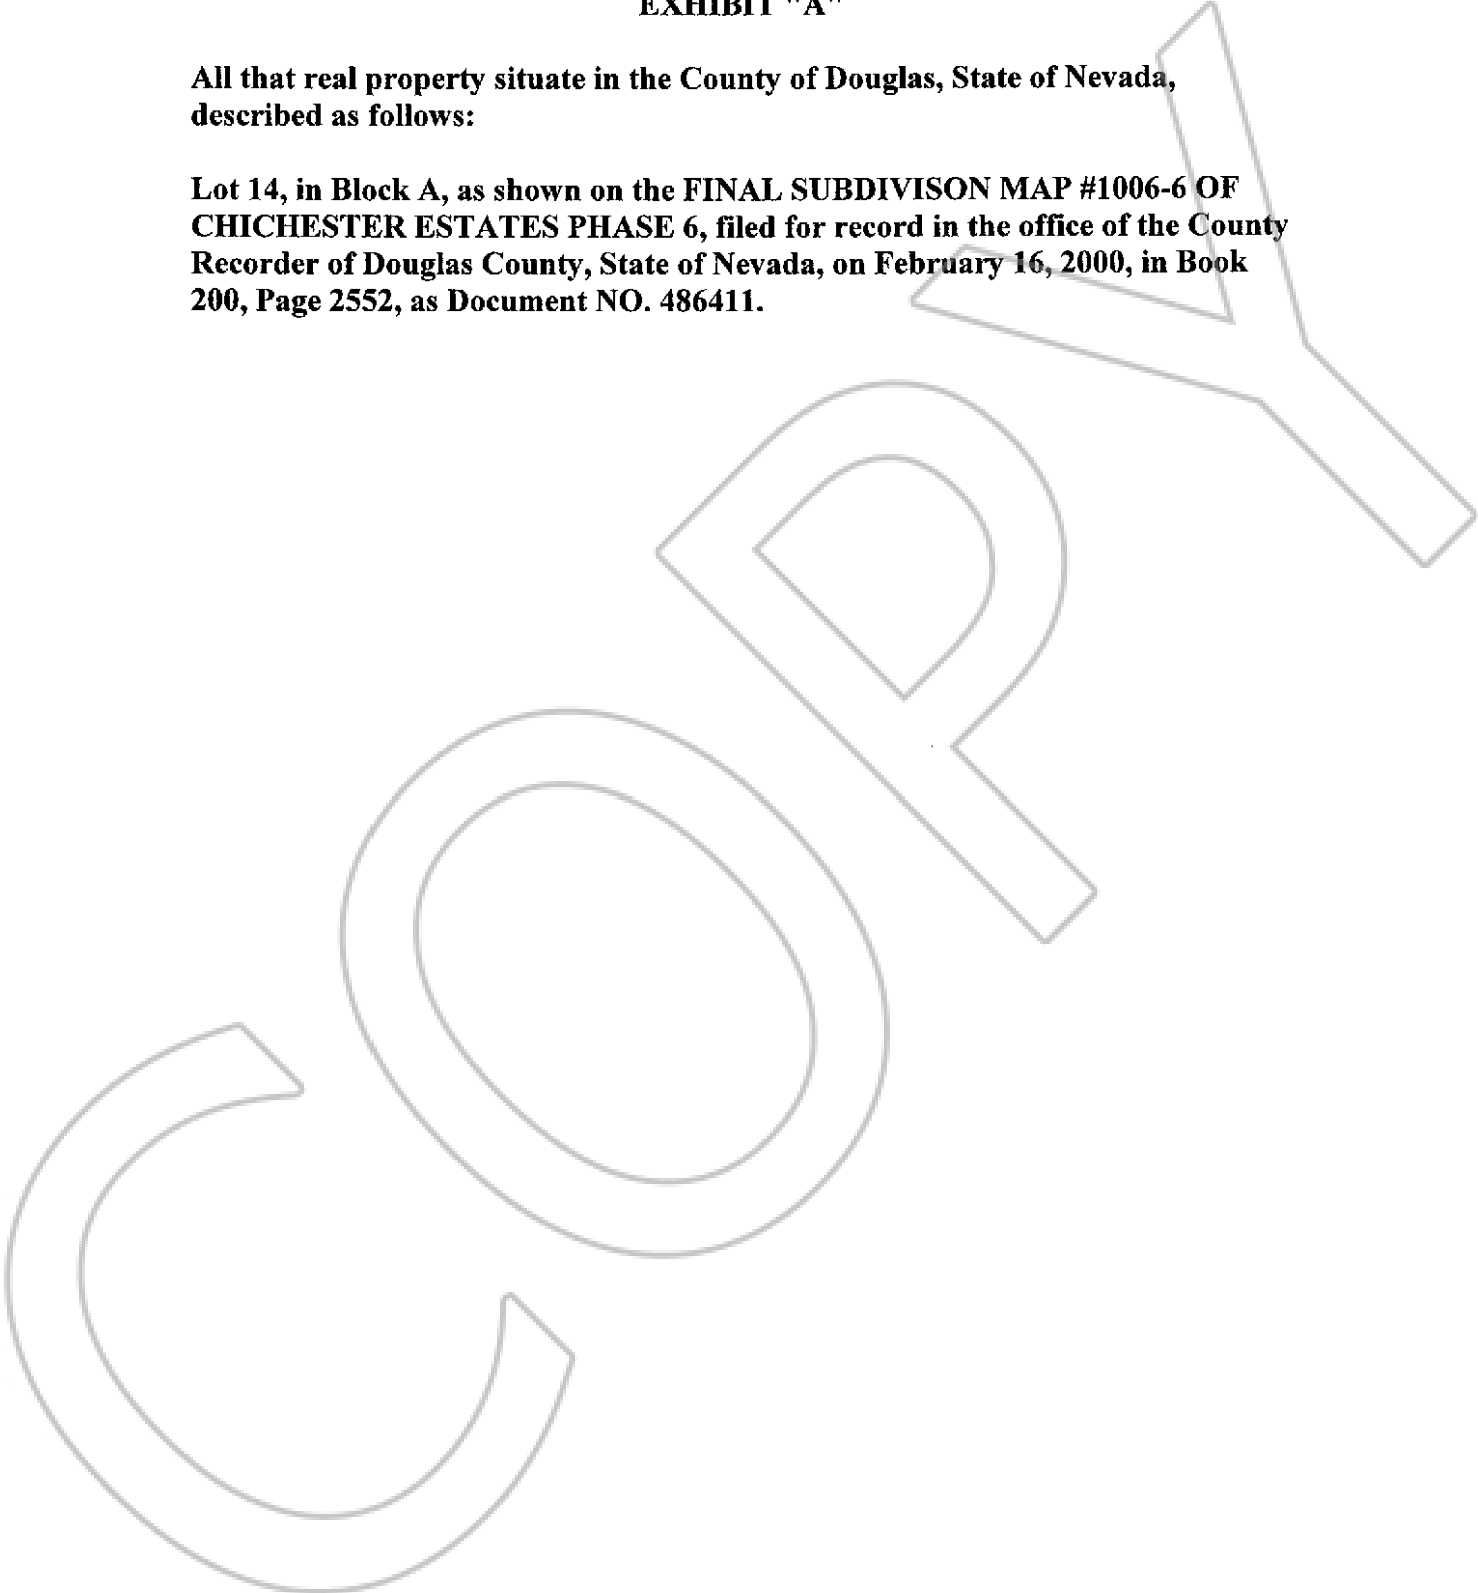 EXHIBIT "A"
All that real property situate in the County of Douglas, State of Nevada,
described as follows:
Lot 14, in Block A, as shown on the FINAL SUBDIVISON MAP #1006-6 OF
CHICHESTER ESTATES PHASE 6, filed for record in the office of the County
Recorder of Douglas County, State of Nevada, on February 16, 2000, in Book
200, Page 2552, as Document NO. 486411.
COPY